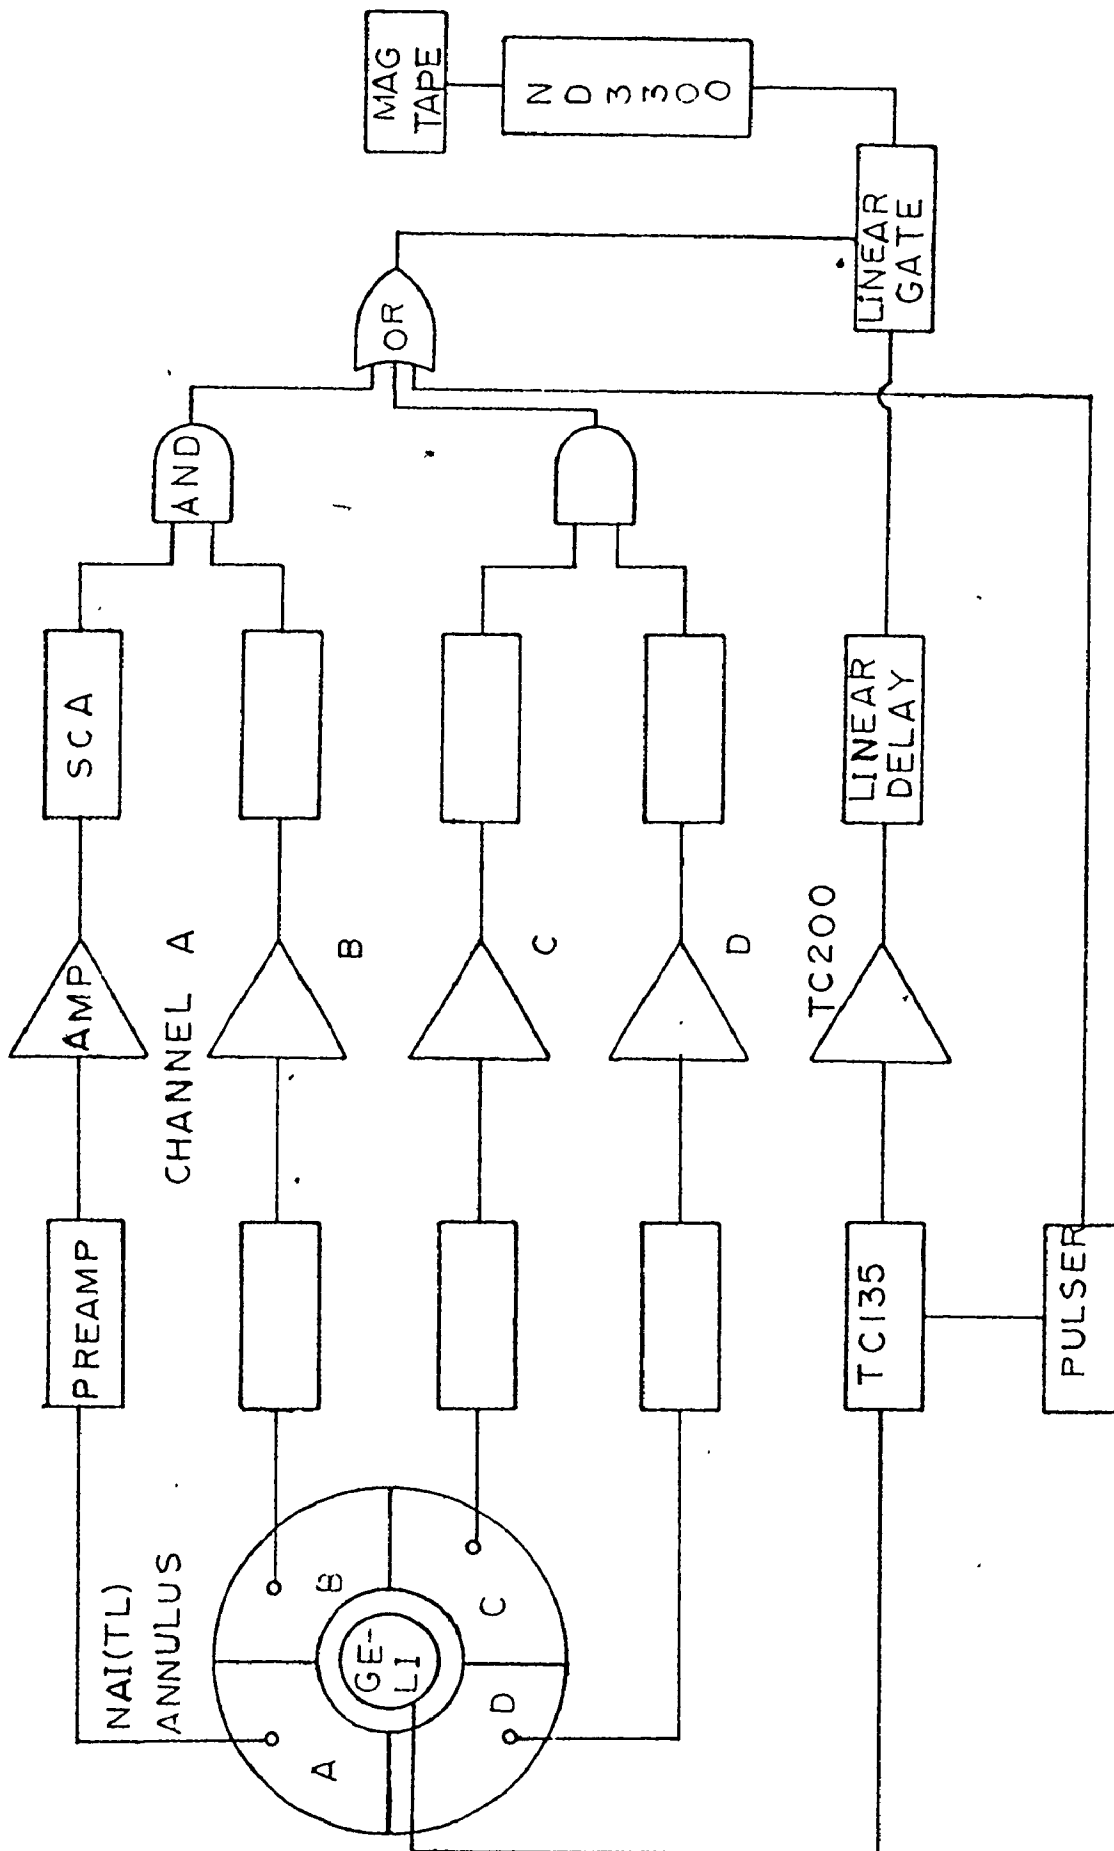 NAI(TL)
ANNULUS
A
B
C
D
GE-
LI
PREAMP
AMP
SCA
AND
CHANNEL A
B
C
D
OR
TC135
TC200
LINEAR
DELAY
LINEAR
GATE
PULSER
ND3300
MAG
TAPE